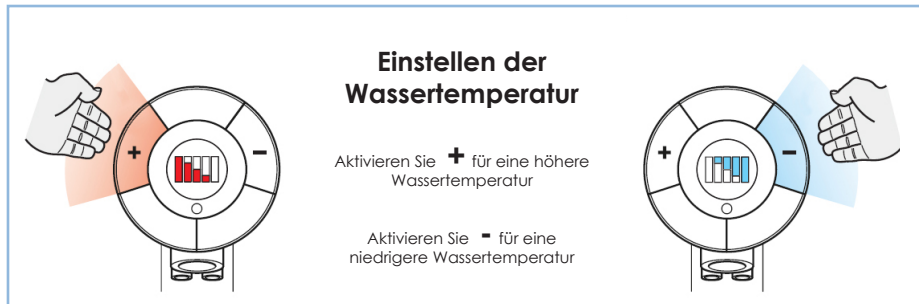 Einstellen der
Wassertemperatur
Aktivieren Sie + für eine höhere
Wassertemperatur
Aktivieren Sie - für eine
niedrigere Wassertemperatur
+ -
+ -